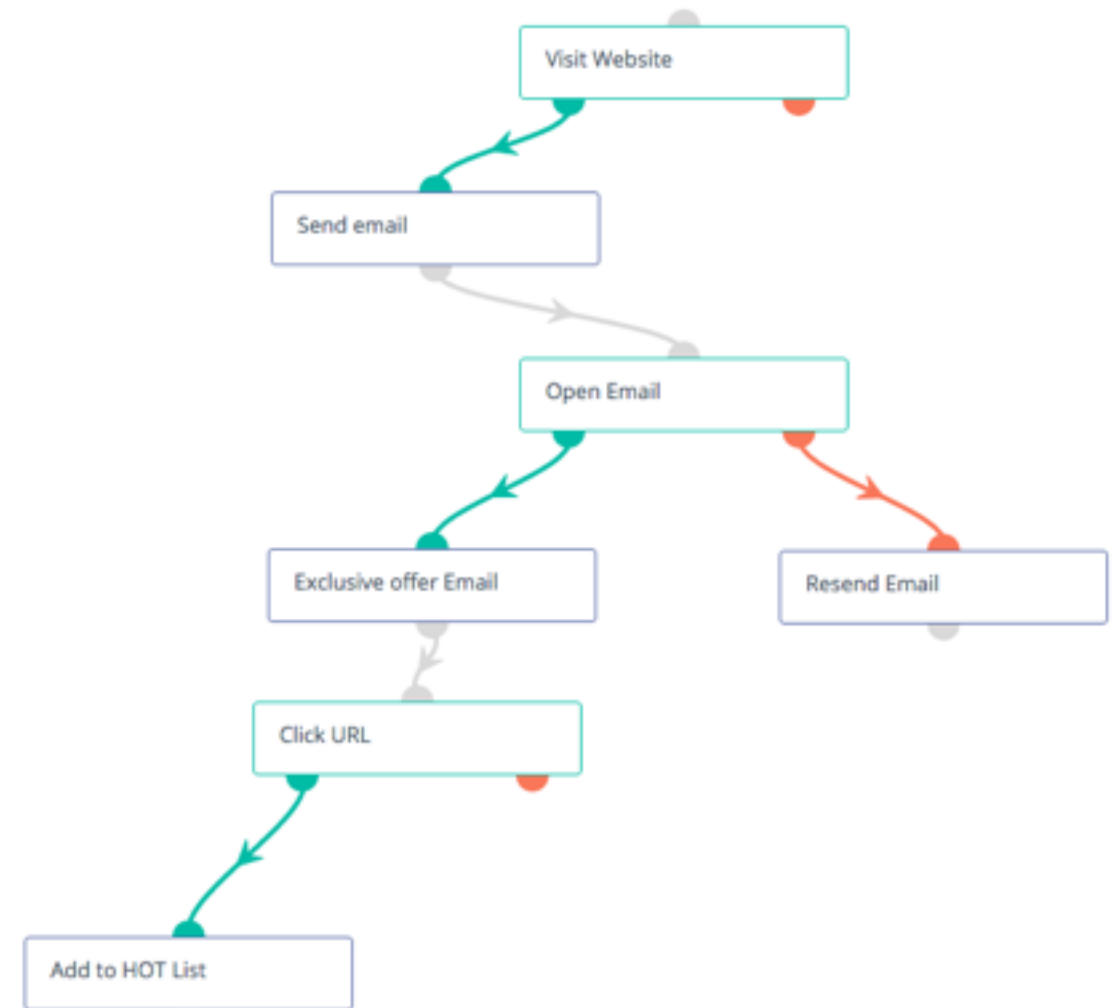 Visit Website
Send email
Open Email
Exclusive offer Email
Resend Email
Click URL
Add to HOT List